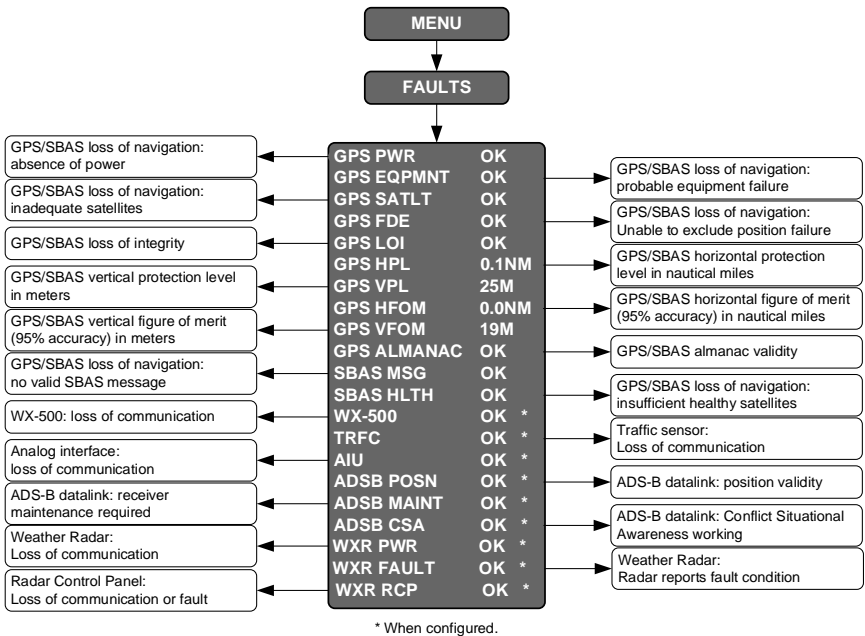 MENU
FAULTS
GPS/SBAS loss of navigation:
absence of power
GPS/SBAS loss of navigation:
inadequate satellites
GPS/SBAS loss of integrity
GPS/SBAS vertical protection level
in meters
GPS/SBAS vertical figure of merit
(95% accuracy) in meters
GPS/SBAS loss of navigation:
no valid SBAS message
WX-500: loss of communication
Analog interface:
loss of communication
ADS-B datalink: receiver
maintenance required
Weather Radar:
Loss of communication
Radar Control Panel:
Loss of communication or fault
GPS PWR OK
GPS EQPMNT OK
GPS SATLT OK
GPS FDE OK
GPS LOI OK
GPS HPL 0.1NM
GPS VPL 25M
GPS HFOM 0.0NM
GPS VFOM 19M
GPS ALMANAC OK
SBAS MSG OK
SBAS HLTH OK
WX-500 OK *
TRFC OK *
AIU OK *
ADSB POSN OK *
ADSB MAINT OK *
ADSB CSA OK *
WXR PWR OK *
WXR FAULT OK *
WXR RCP OK *
GPS/SBAS loss of navigation:
probable equipment failure
GPS/SBAS loss of navigation:
Unable to exclude position failure
GPS/SBAS horizontal protection
level in nautical miles
GPS/SBAS horizontal figure of merit
(95% accuracy) in nautical miles
GPS/SBAS almanac validity
GPS/SBAS loss of navigation:
insufficient healthy satellites
Traffic sensor:
Loss of communication
ADS-B datalink: position validity
ADS-B datalink: Conflict Situational
Awareness working
Weather Radar:
Radar reports fault condition
* When configured.